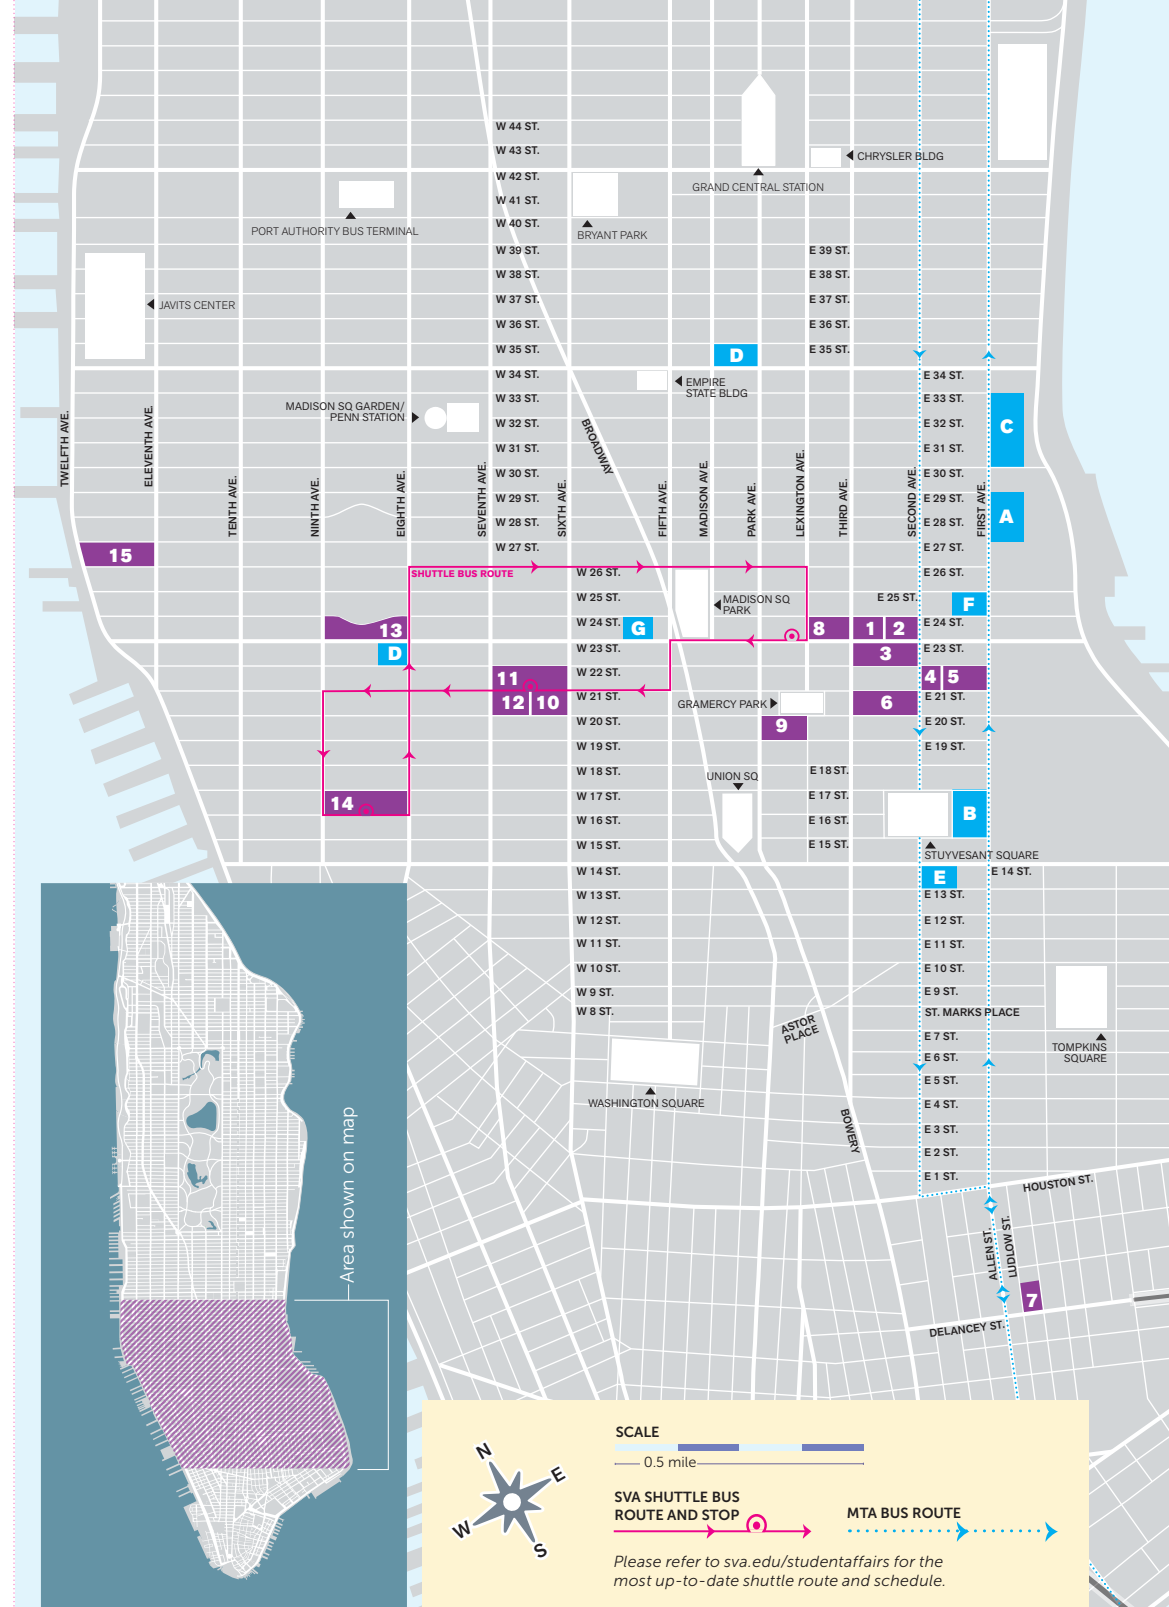 W 44 ST.
W 43 ST.
CHRYSLER BLDG
W 42 ST.
GRAND CENTRAL STATION
W 41 ST.
W 40 ST.
PORT AUTHORITY BUS TERMINAL
BRYANT PARK
W 39 ST.
E 39 ST.
W 38 ST.
E 38 ST.
JAVITS CENTER
W 37 ST.
E 37 ST.
W 36 ST.
E 36 ST.
W 35 ST.
D
E 35 ST.
W 34 ST.
E 34 ST.
EMPIRE
STATE BLDG
W 33 ST.
E 33 ST.
MADISON SQ GARDEN/
PENN STATION
W 32 ST.
E 32 ST.
C
W 31 ST.
E 31 ST.
W 30 ST.
E 30 ST.
TWELFTH AVE.
ELEVENTH AVE.
TENTH AVE.
NINTH AVE.
EIGHTH AVE.
SEVENTH AVE.
SIXTH AVE.
BROADWAY
FIFTH AVE.
MADISON AVE.
PARK AVE.
LEXINGTON AVE.
THIRD AVE.
SECOND AVE.
FIRST AVE.
W 29 ST.
E 29 ST.
W 28 ST.
E 28 ST.
A
W 27 ST.
E 27 ST.
15
SHUTTLE BUS ROUTE
W 26 ST.
E 26 ST.
W 25 ST.
MADISON SQ
PARK
E 25 ST.
F
13
W 24 ST.
G
8
1
2
E 24 ST.
D
W 23 ST.
3
E 23 ST.
11
W 22 ST.
4
5
12
10
W 21 ST.
GRAMERCY PARK
6
E 21 ST.
W 20 ST.
9
E 20 ST.
W 19 ST.
E 19 ST.
W 18 ST.
UNION SQ
E 18 ST.
14
W 17 ST.
E 17 ST.
B
W 16 ST.
E 16 ST.
W 15 ST.
E 15 ST.
STUYVESANT SQUARE
W 14 ST.
E
E 14 ST.
W 13 ST.
E 13 ST.
W 12 ST.
E 12 ST.
W 11 ST.
E 11 ST.
W 10 ST.
E 10 ST.
W 9 ST.
E 9 ST.
W 8 ST.
ST. MARKS PLACE
ASTOR
PLACE
E 7 ST.
TOMPKINS
SQUARE
E 6 ST.
E 5 ST.
WASHINGTON SQUARE
E 4 ST.
BOWERY
E 3 ST.
E 2 ST.
E 1 ST.
HOUSTON ST.
ALLEN ST.
LUDLOW ST.
7
DELANCEY ST.
Area shown on map
SCALE
0.5 mile
N
E
W
S
SVA SHUTTLE BUS
ROUTE AND STOP
MTA BUS ROUTE
Please refer to sva.edu/studentaffairs for the
most up-to-date shuttle route and schedule.